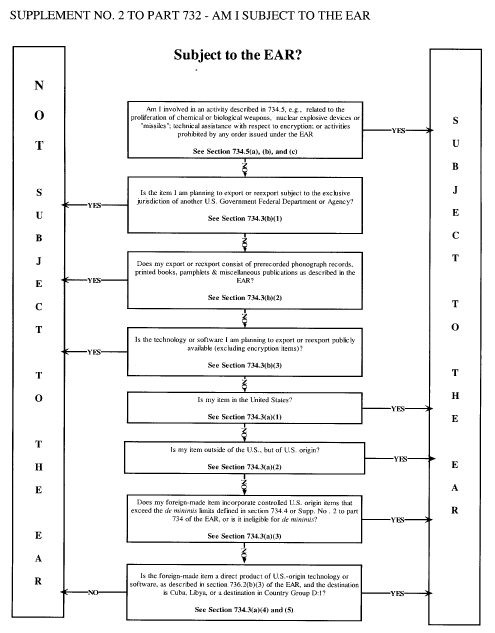 SUPPLEMENT NO. 2 TO PART 732 - AM I SUBJECT TO THE EAR
Subject to the EAR?
NOT SUBJECT TO THE EAR
Am I involved in an activity described in 734.5, e.g., related to the
proliferation of chemical or biological weapons, nuclear explosive devices or
"missiles"; technical assistance with respect to encryption; or activities
prohibited by any order issued under the EAR
See Section 734.5(a), (b), and (c)
YES
NO
Is the item I am planning to export or reexport subject to the exclusive
jurisdiction of another U.S. Government Federal Department or Agency?
See Section 734.3(b)(1)
YES
NO
Does my export or reexport consist of prerecorded phonograph records,
printed books, pamphlets & miscellaneous publications as described in the
EAR?
See Section 734.3(b)(2)
YES
NO
Is the technology or software I am planning to export or reexport publicly
available (excluding encryption items)?
See Section 734.3(b)(3)
YES
NO
Is my item in the United States?
See Section 734.3(a)(1)
YES
NO
Is my item outside of the U.S., but of U.S. origin?
See Section 734.3(a)(2)
YES
NO
Does my foreign-made item incorporate controlled U.S. origin items that
exceed the de minimus limits defined in section 734.4 or Supp. No . 2 to part
734 of the EAR, or is it ineligible for de minimus?
See Section 734.3(a)(3)
YES
NO
Is the foreign-made item a direct product of U.S.-origin technology or
software, as described in section 736.2(b)(3) of the EAR, and the destination
is Cuba, Libya, or a destination in Country Group D:1?
See Section 734.3(a)(4) and (5)
NO
YES
SUBJECT TO THE EAR